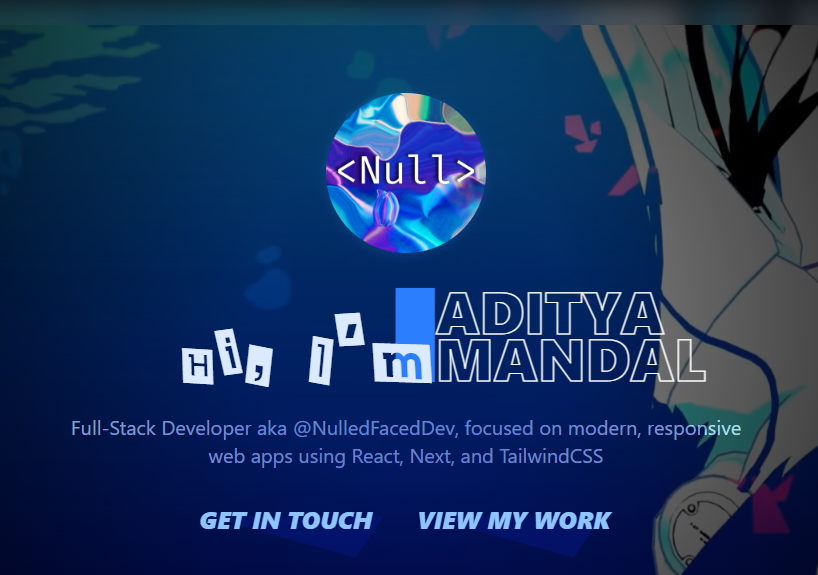 <Null>
Hi, I'm ADITYA
MANDAL
Full-Stack Developer aka @NulledFacedDev, focused on modern, responsive
web apps using React, Next, and TailwindCSS
GET IN TOUCH VIEW MY WORK